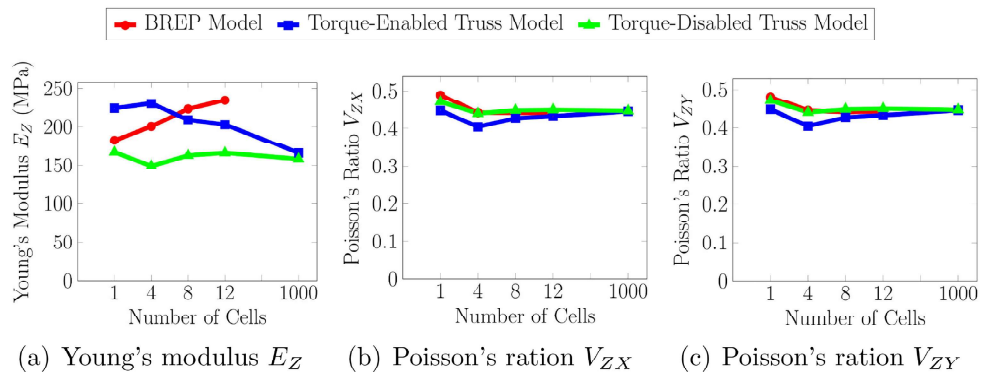 BREP Model Torque-Enabled Truss Model Torque-Disabled Truss Model
Young's Modulus E_Z (MPa)
250
200
150
100
50
0
1 4 8 12 1000
Number of Cells
(a) Young's modulus E_Z
Poisson's Ratio V_ZX
0.5
0.4
0.3
0.2
0.1
0
1 4 8 12 1000
Number of Cells
(b) Poisson's ration V_ZX
Poisson's Ratio V_ZY
0.5
0.4
0.3
0.2
0.1
0
1 4 8 12 1000
Number of Cells
(c) Poisson's ration V_ZY